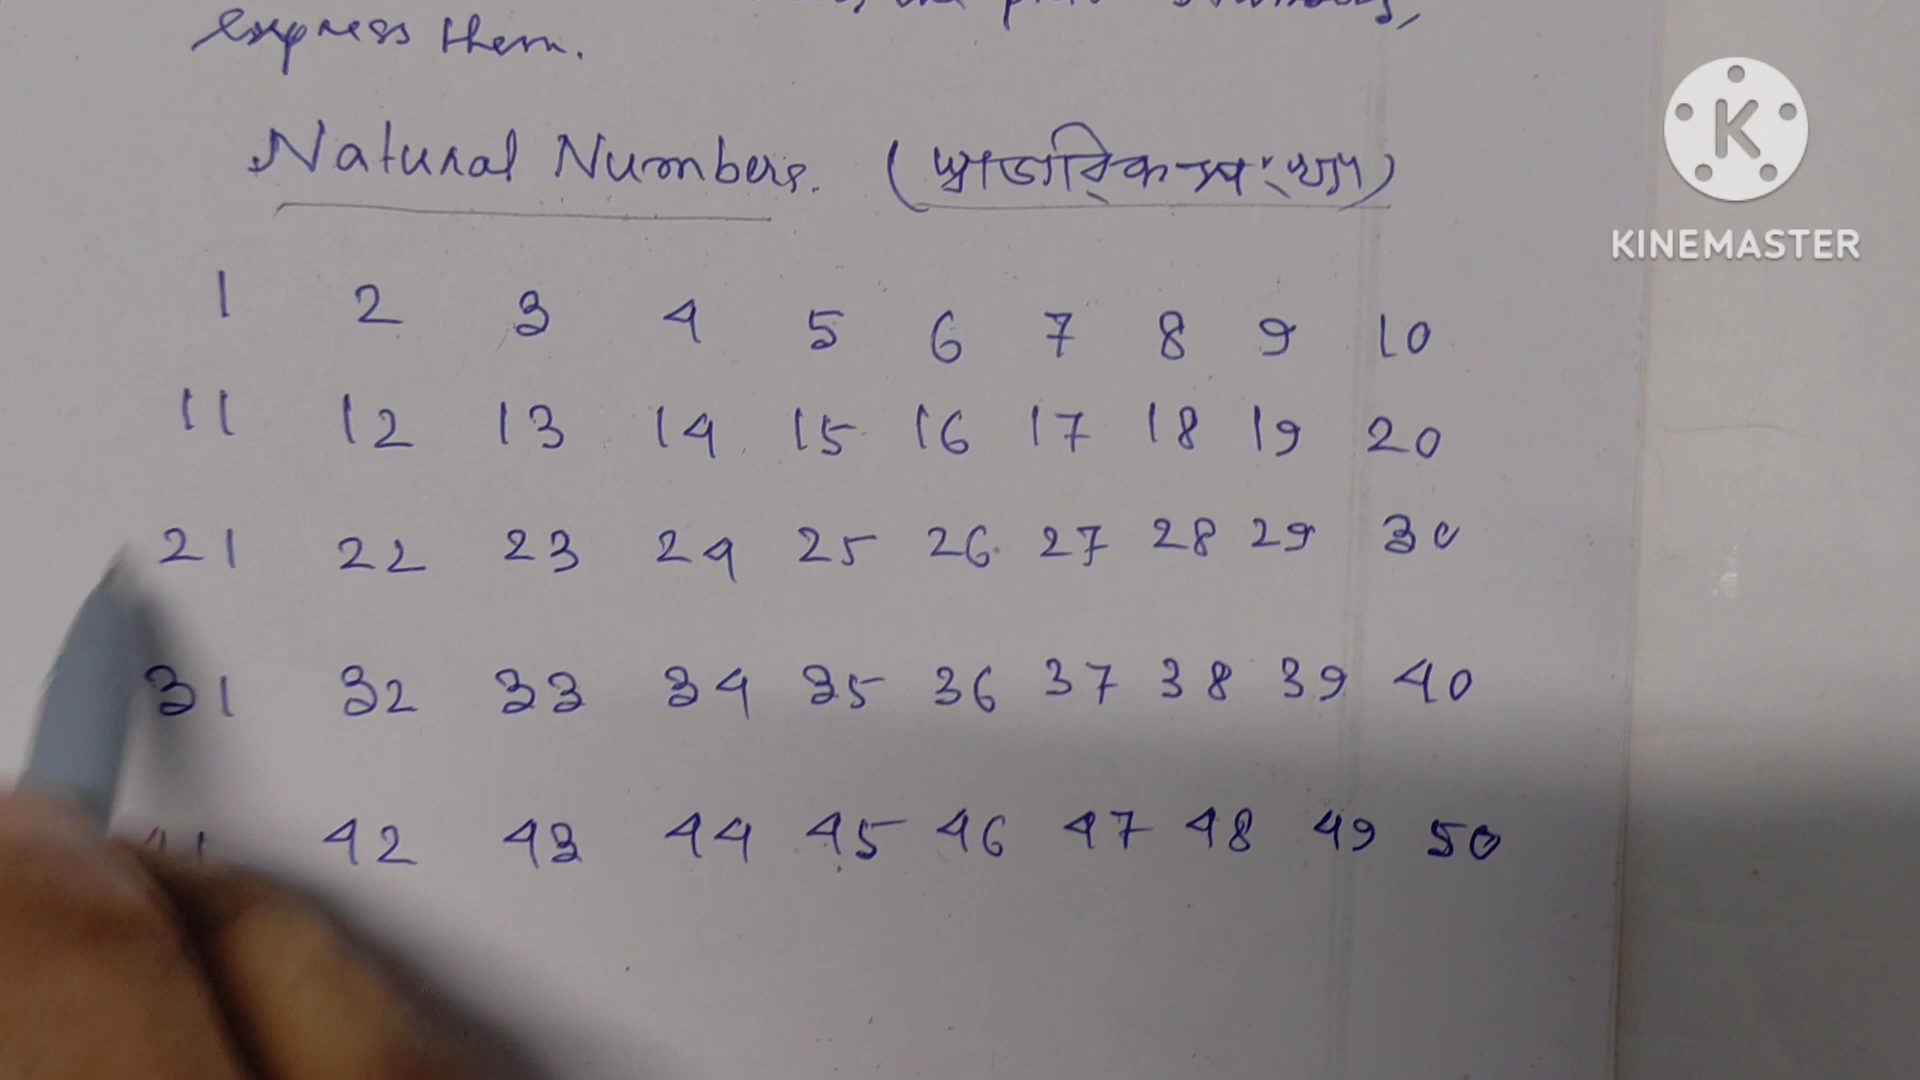 express them.
Natural Numbers. (স্বাভাবিক সংখ্যা)
KINEMASTER
1 2 3 4 5 6 7 8 9 10
11 12 13 14 15 16 17 18 19 20
21 22 23 24 25 26 27 28 29 30
31 32 33 34 35 36 37 38 39 40
42 43 44 45 46 47 48 49 50